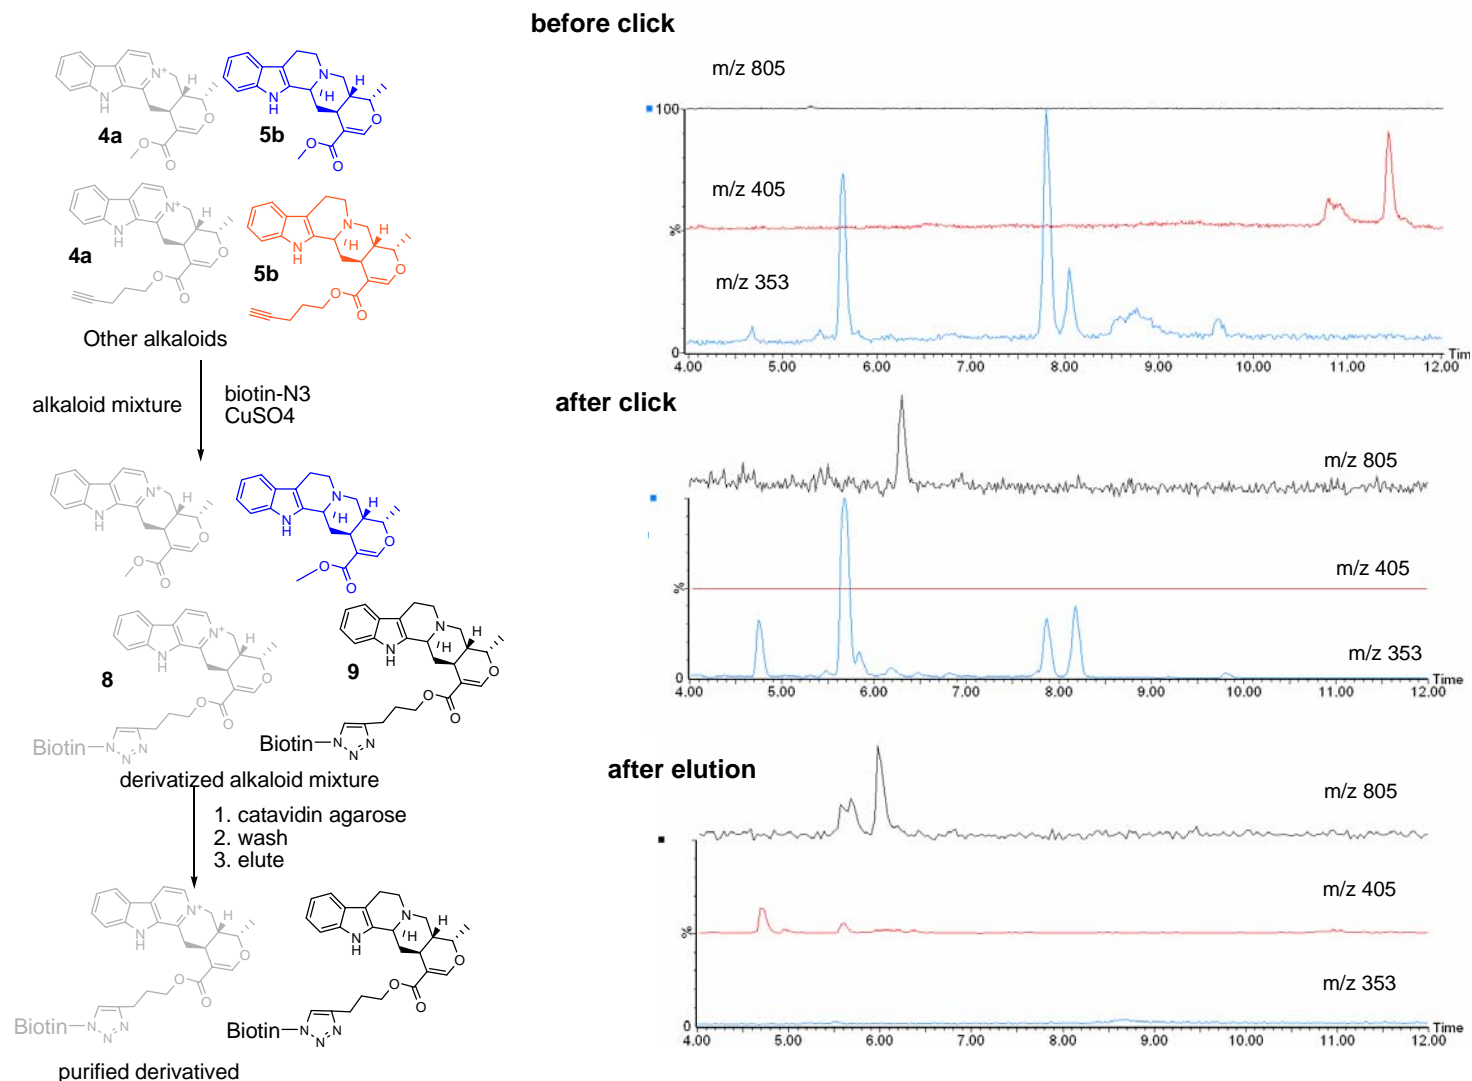 before click
m/z 805
N+
H
N
H
O
O
O
4a
N
H
H
N
H
O
O
O
5b
100
m/z 405
m/z 353
%
0
4.00 5.00 6.00 7.00 8.00 9.00 10.00 11.00 12.00
Tim
N+
H
N
H
O
O
O
4a
N
H
H
N
H
O
O
O
5b
Other alkaloids
alkaloid mixture
biotin-N3
CuSO4
after click
m/z 805
m/z 405
m/z 353
%
0
4.00 5.00 6.00 7.00 8.00 9.00 10.00 11.00 12.00
Time
N+
H
N
H
O
O
O
N
H
H
N
H
O
O
O
N+
H
N
H
O
O
O
8
Biotin
N
N
N
N
H
H
N
H
O
O
O
9
Biotin
N
N
N
derivatized alkaloid mixture
1. catavidin agarose
2. wash
3. elute
after elution
m/z 805
m/z 405
m/z 353
%
0
4.00 5.00 6.00 7.00 8.00 9.00 10.00 11.00 12.00
Time
N+
H
N
H
O
O
O
Biotin
N
N
N
N
H
H
N
H
O
O
O
Biotin
N
N
N
purified derivatived